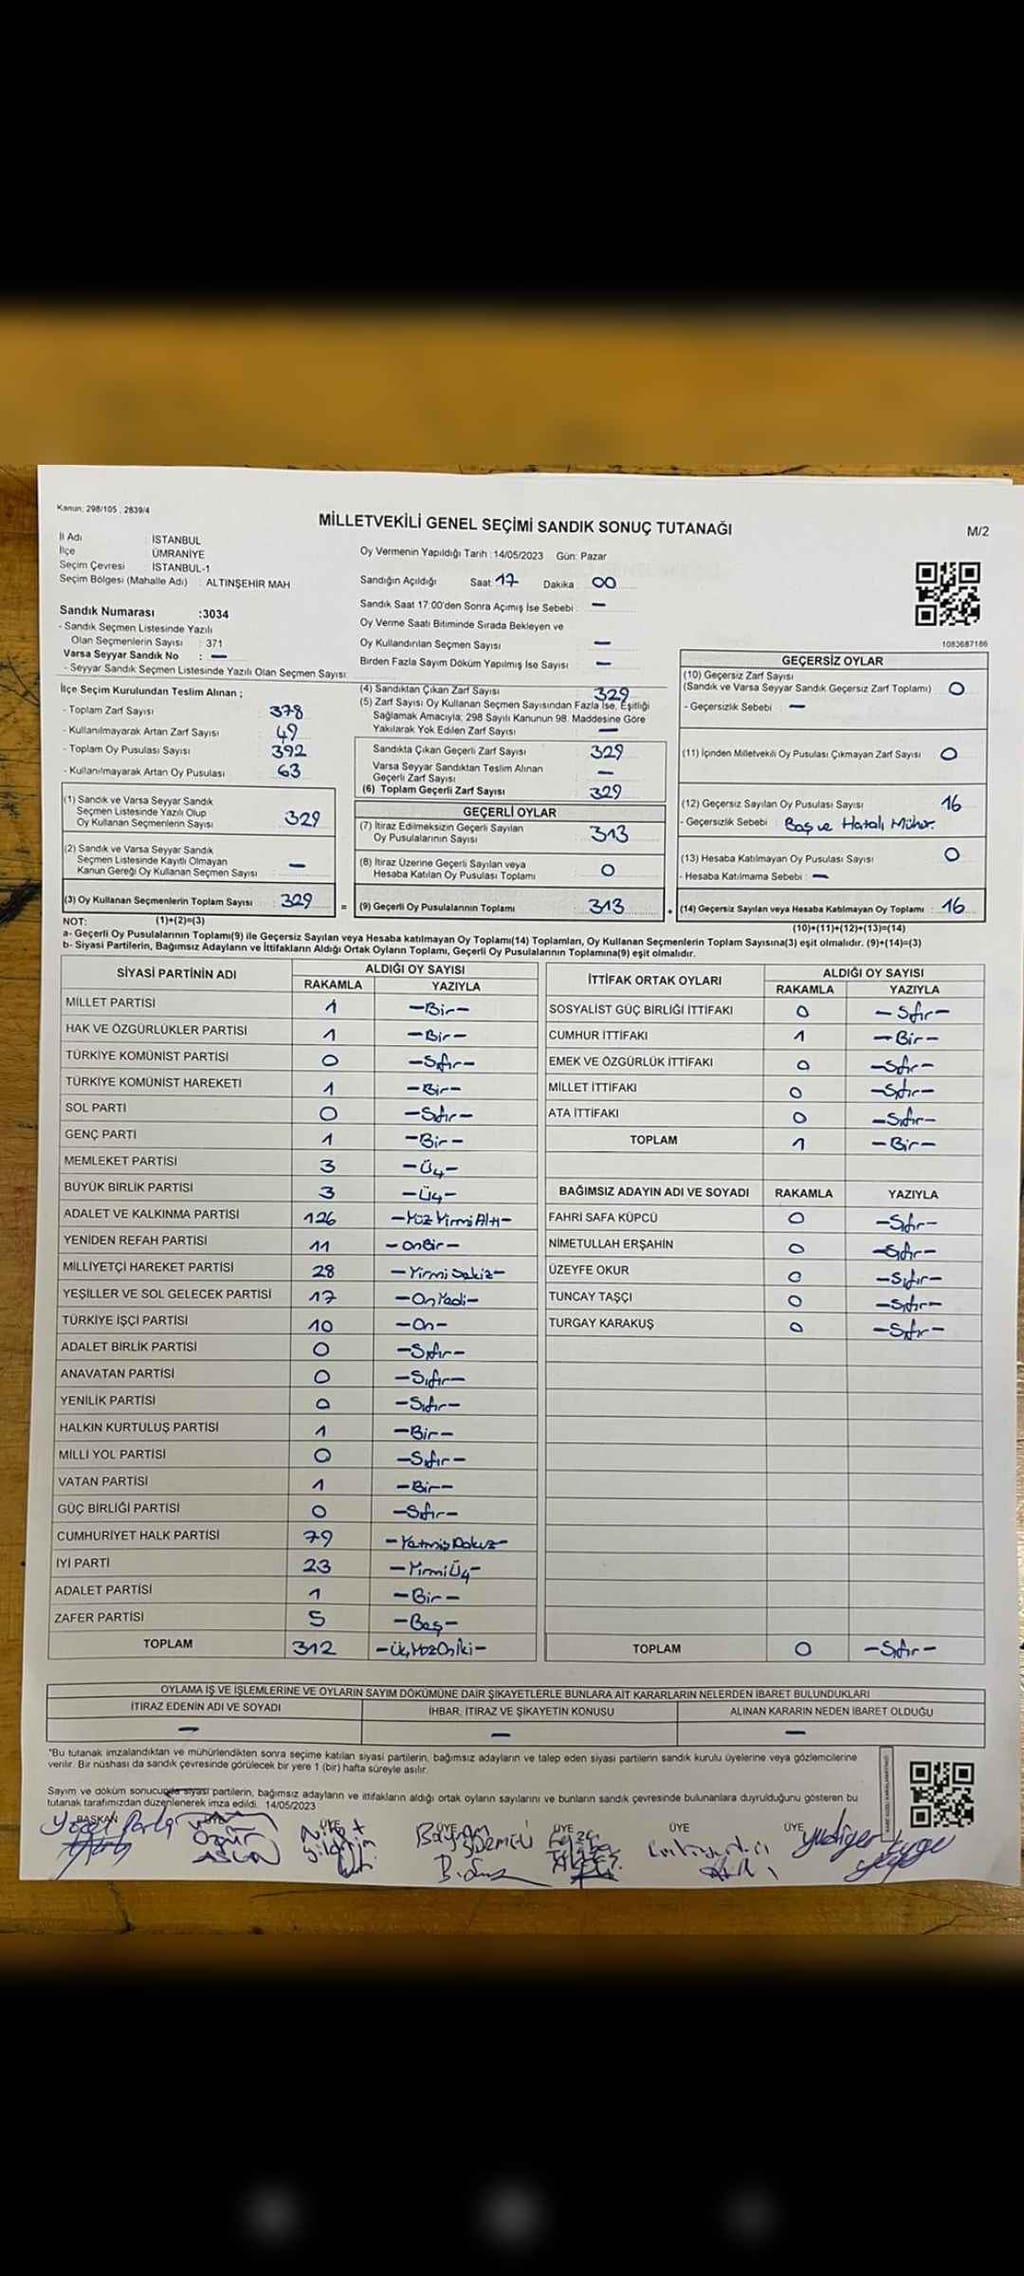 Kanun: 298/105, 2839/4
MİLLETVEKİLİ GENEL SEÇİMİ SANDIK SONUÇ TUTANAĞI
M/2
İl Adı : İSTANBUL
İlçe : ÜMRANİYE
Seçim Çevresi : İSTANBUL-1
Seçim Bölgesi (Mahalle Adı) : ALTINŞEHİR MAH
Sandık Numarası :3034
- Sandık Seçmen Listesinde Yazılı
Olan Seçmenlerin Sayısı : 371
Varsa Seyyar Sandık No : —
- Seyyar Sandık Seçmen Listesinde Yazılı Olan Seçmen Sayısı:
Oy Vermenin Yapıldığı Tarih : 14/05/2023 Gün: Pazar
Sandığın Açıldığı Saat: 17 Dakika : 00
Sandık Saat 17:00'den Sonra Açılmış İse Sebebi : —
Oy Verme Saati Bitiminde Sırada Bekleyen ve
Oy Kullandırılan Seçmen Sayısı : —
Birden Fazla Sayım Döküm Yapılmış İse Sayısı : —
1083687186
İlçe Seçim Kurulundan Teslim Alınan ;
- Toplam Zarf Sayısı : 378
- Kullanılmayarak Artan Zarf Sayısı : 49
- Toplam Oy Pusulası Sayısı : 392
- Kullanılmayarak Artan Oy Pusulası : 63
(1) Sandık ve Varsa Seyyar Sandık
Seçmen Listesinde Yazılı Olup
Oy Kullanan Seçmenlerin Sayısı : 329
(2) Sandık ve Varsa Seyyar Sandık
Seçmen Listesinde Kayıtlı Olmayan
Kanun Gereği Oy Kullanan Seçmen Sayısı : —
(3) Oy Kullanan Seçmenlerin Toplam Sayısı : 329
(4) Sandıktan Çıkan Zarf Sayısı : 329
(5) Zarf Sayısı Oy Kullanan Seçmen Sayısından Fazla İse, Eşitliği
Sağlamak Amacıyla; 298 Sayılı Kanunun 98. Maddesine Göre
Yakılarak Yok Edilen Zarf Sayısı : —
Sandıkta Çıkan Geçerli Zarf Sayısı : 329
Varsa Seyyar Sandıktan Teslim Alınan
Geçerli Zarf Sayısı : —
(6) Toplam Geçerli Zarf Sayısı : 329
GEÇERLİ OYLAR
(7) İtiraz Edilmeksizin Geçerli Sayılan
Oy Pusulalarının Sayısı : 313
(8) İtiraz Üzerine Geçerli Sayılan veya
Hesaba Katılan Oy Pusulası Toplamı : 0
(9) Geçerli Oy Pusulalarının Toplamı : 313
GEÇERSİZ OYLAR
(10) Geçersiz Zarf Sayısı
(Sandık ve Varsa Seyyar Sandık Geçersiz Zarf Toplamı) : 0
- Geçersizlik Sebebi : —
(11) İçinden Milletvekili Oy Pusulası Çıkmayan Zarf Sayısı : 0
(12) Geçersiz Sayılan Oy Pusulası Sayısı : 16
- Geçersizlik Sebebi : Boş ve Hatalı Mühür.
(13) Hesaba Katılmayan Oy Pusulası Sayısı : 0
- Hesaba Katılmama Sebebi : —
(14) Geçersiz Sayılan veya Hesaba Katılmayan Oy Toplamı : 16
NOT: (1)+(2)=(3)
(10)+(11)+(12)+(13)=(14)
a- Geçerli Oy Pusulalarının Toplamı(9) ile Geçersiz Sayılan veya Hesaba katılmayan Oy Toplamı(14) Toplamları, Oy Kullanan Seçmenlerin Toplam Sayısına(3) eşit olmalıdır. (9)+(14)=(3)
b- Siyasi Partilerin, Bağımsız Adayların ve İttifakların Aldığı Ortak Oyların Toplamı, Geçerli Oy Pusulalarının Toplamına(9) eşit olmalıdır.
SİYASİ PARTİNİN ADI ALDIĞI OY SAYISI
RAKAMLA YAZIYLA
MİLLET PARTİSİ 1 -Bir-
HAK VE ÖZGÜRLÜKLER PARTİSİ 1 -Bir-
TÜRKİYE KOMÜNİST PARTİSİ 0 -Sıfır-
TÜRKİYE KOMÜNİST HAREKETİ 1 -Bir-
SOL PARTİ 0 -Sıfır-
GENÇ PARTİ 1 -Bir-
MEMLEKET PARTİSİ 3 -Üç-
BÜYÜK BİRLİK PARTİSİ 3 -Üç-
ADALET VE KALKINMA PARTİSİ 126 -Yüz Yirmi Altı-
YENİDEN REFAH PARTİSİ 11 -OnBir-
MİLLİYETÇİ HAREKET PARTİSİ 28 -Yirmi Sekiz-
YEŞİLLER VE SOL GELECEK PARTİSİ 17 -OnYedi-
TÜRKİYE İŞÇİ PARTİSİ 10 -On-
ADALET BİRLİK PARTİSİ 0 -Sıfır-
ANAVATAN PARTİSİ 0 -Sıfır-
YENİLİK PARTİSİ 0 -Sıfır-
HALKIN KURTULUŞ PARTİSİ 1 -Bir-
MİLLİ YOL PARTİSİ 0 -Sıfır-
VATAN PARTİSİ 1 -Bir-
GÜÇ BİRLİĞİ PARTİSİ 0 -Sıfır-
CUMHURİYET HALK PARTİSİ 79 -Yetmiş Dokuz-
İYİ PARTİ 23 -Yirmi Üç-
ADALET PARTİSİ 1 -Bir-
ZAFER PARTİSİ 5 -Beş-
TOPLAM 312 -ÜçYüzOnİki-
İTTİFAK ORTAK OYLARI ALDIĞI OY SAYISI
RAKAMLA YAZIYLA
SOSYALİST GÜÇ BİRLİĞİ İTTİFAKI 0 -Sıfır-
CUMHUR İTTİFAKI 1 -Bir-
EMEK VE ÖZGÜRLÜK İTTİFAKI 0 -Sıfır-
MİLLET İTTİFAKI 0 -Sıfır-
ATA İTTİFAKI 0 -Sıfır-
TOPLAM 1 -Bir-
BAĞIMSIZ ADAYIN ADI VE SOYADI RAKAMLA YAZIYLA
FAHRİ SAFA KÜPCÜ 0 -Sıfır-
NİMETULLAH ERŞAHİN 0 -Sıfır-
ÜZEYFE OKUR 0 -Sıfır-
TUNCAY TAŞÇI 0 -Sıfır-
TURGAY KARAKUŞ 0 -Sıfır-
TOPLAM 0 -Sıfır-
OYLAMA İŞ VE İŞLEMLERİNE VE OYLARIN SAYIM DÖKÜMÜNE DAİR ŞİKAYETLERLE BUNLARA AİT KARARLARIN NELERDEN İBARET BULUNDUKLARI
İTİRAZ EDENİN ADI VE SOYADI İHBAR, İTİRAZ VE ŞİKAYETİN KONUSU ALINAN KARARIN NEDEN İBARET OLDUĞU
— — —
*Bu tutanak imzalandıktan ve mühürlendikten sonra seçime katılan siyasi partilerin, bağımsız adayların ve talep eden siyasi partilerin sandık kurulu üyelerine veya gözlemcilerine
verilir. Bir nüshası da sandık çevresinde görülecek bir yere 1 (bir) hafta süreyle asılır.
Sayım ve döküm sonucunda siyasi partilerin, bağımsız adayların ve ittifakların aldığı ortak oyların sayılarını ve bunların sandık çevresinde bulunanlara duyrulduğunu gösteren bu
tutanak tarafımızdan düzenlenerek imza edildi. 14/05/2023
BAŞKAN ÜYE ÜYE ÜYE ÜYE ÜYE